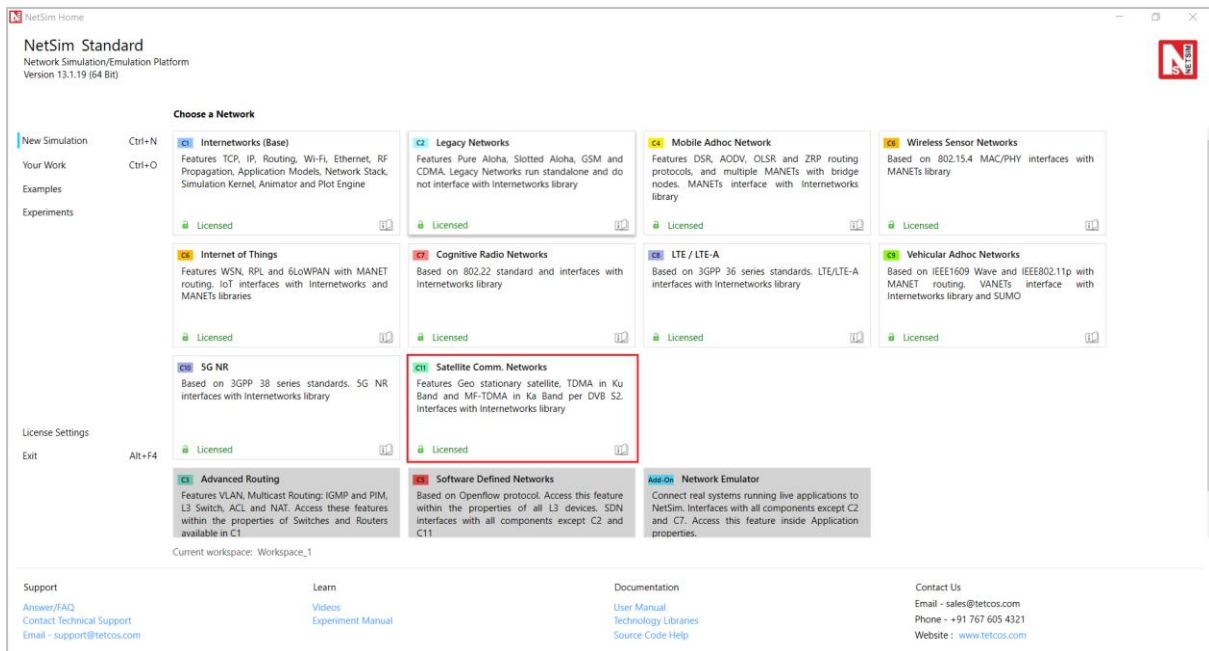 NetSim Home
NetSim Standard
Network Simulation/Emulation Platform
Version 13.1.19 (64 Bit)
NETSIM
Choose a Network
New Simulation Ctrl+N
Your Work Ctrl+O
Examples
Experiments
License Settings
Exit Alt+F4
C1 Internetworks (Base)
Features TCP, IP, Routing, Wi-Fi, Ethernet, RF
Propagation, Application Models, Network Stack,
Simulation Kernel, Animator and Plot Engine
Licensed
C2 Legacy Networks
Features Pure Aloha, Slotted Aloha, GSM and
CDMA. Legacy Networks run standalone and do
not interface with Internetworks library
Licensed
C4 Mobile Adhoc Network
Features DSR, AODV, OLSR and ZRP routing
protocols, and multiple MANETs with bridge
nodes. MANETs interface with Internetworks
library
Licensed
C6 Wireless Sensor Networks
Based on 802.15.4 MAC/PHY interfaces with
MANETs library
Licensed
C6 Internet of Things
Features WSN, RPL and 6LoWPAN with MANET
routing. IoT interfaces with Internetworks and
MANETs libraries
Licensed
C7 Cognitive Radio Networks
Based on 802.22 standard and interfaces with
Internetworks library
Licensed
C8 LTE / LTE-A
Based on 3GPP 36 series standards. LTE/LTE-A
interfaces with Internetworks library
Licensed
C9 Vehicular Adhoc Networks
Based on IEEE1609 Wave and IEEE802.11p with
MANET routing. VANETs interface with
Internetworks library and SUMO
Licensed
C10 5G NR
Based on 3GPP 38 series standards. 5G NR
interfaces with Internetworks library
Licensed
C11 Satellite Comm. Networks
Features Geo stationary satellite, TDMA in Ku
Band and MF-TDMA in Ka Band per DVB S2.
Interfaces with Internetworks library
Licensed
C3 Advanced Routing
Features VLAN, Multicast Routing: IGMP and PIM,
L3 Switch, ACL and NAT. Access these features
within the properties of Switches and Routers
available in C1
C5 Software Defined Networks
Based on Openflow protocol. Access this feature
within the properties of all L3 devices. SDN
interfaces with all components except C2 and
C11
Add-On Network Emulator
Connect real systems running live applications to
NetSim. Interfaces with all components except C2
and C7. Access this feature inside Application
properties.
Current workspace: Workspace_1
Support
Answer/FAQ
Contact Technical Support
Email - support@tetcos.com
Learn
Videos
Experiment Manual
Documentation
User Manual
Technology Libraries
Source Code Help
Contact Us
Email - sales@tetcos.com
Phone - +91 767 605 4321
Website : www.tetcos.com